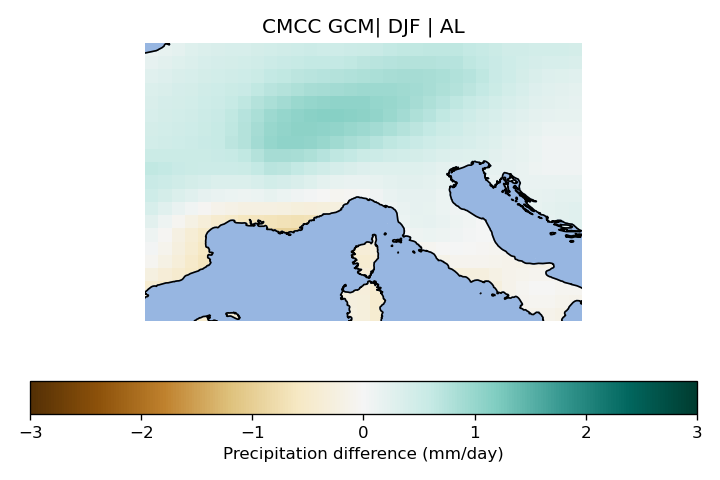 CMCC GCM| DJF | AL
−3 −2 −1 0 1 2 3
Precipitation difference (mm/day)